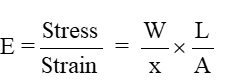 E = Stress / Strain = W / x × L / A